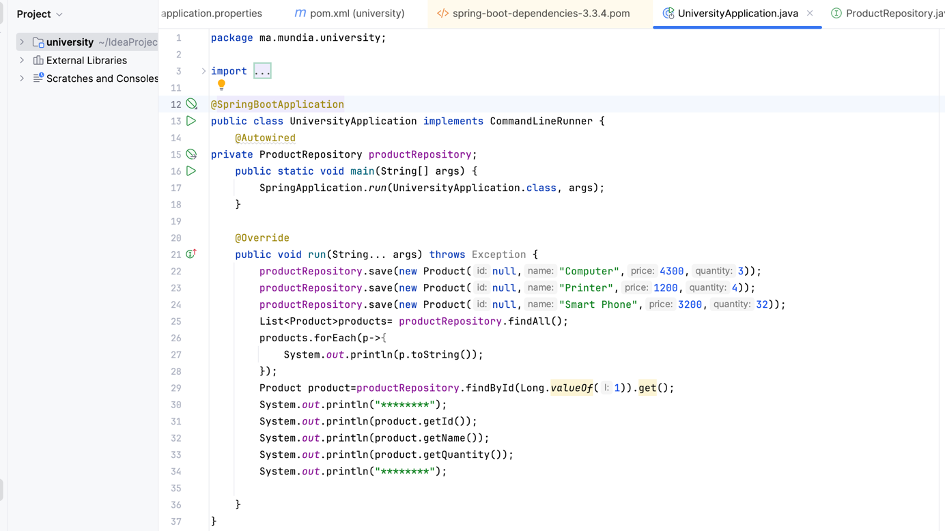 Project
application.properties
pom.xml (university)
spring-boot-dependencies-3.3.4.pom
UniversityApplication.java
ProductRepository.ja
university ~/IdeaProjec
External Libraries
Scratches and Consoles
1 package ma.mundia.university;
2
3 import ...
11
12 @SpringBootApplication
13 public class UniversityApplication implements CommandLineRunner {
14 @Autowired
15 private ProductRepository productRepository;
16 public static void main(String[] args) {
17 SpringApplication.run(UniversityApplication.class, args);
18 }
19
20 @Override
21 public void run(String... args) throws Exception {
22 productRepository.save(new Product( id: null, name: "Computer", price: 4300, quantity: 3));
23 productRepository.save(new Product( id: null, name: "Printer", price: 1200, quantity: 4));
24 productRepository.save(new Product( id: null, name: "Smart Phone", price: 3200, quantity: 32));
25 List<Product>products= productRepository.findAll();
26 products.forEach(p->{
27 System.out.println(p.toString());
28 });
29 Product product=productRepository.findById(Long.valueOf( l: 1)).get();
30 System.out.println("********");
31 System.out.println(product.getId());
32 System.out.println(product.getName());
33 System.out.println(product.getQuantity());
34 System.out.println("********");
35
36 }
37 }